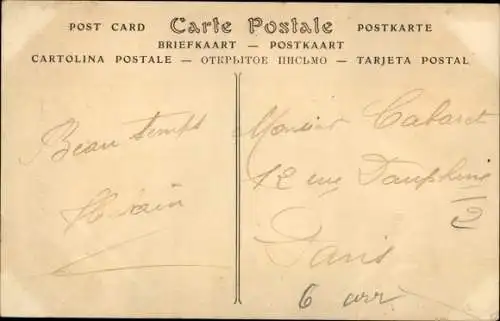 POST CARD Carte Postale POSTKARTE
BRIEFKAART — POSTKAART
CARTOLINA POSTALE — ОТКРЫТОЕ ПИСЬМО — TARJETA POSTAL
Beau temps
Monsieur Cabaret
12 rue Dauphine
2
Paris
6 arr